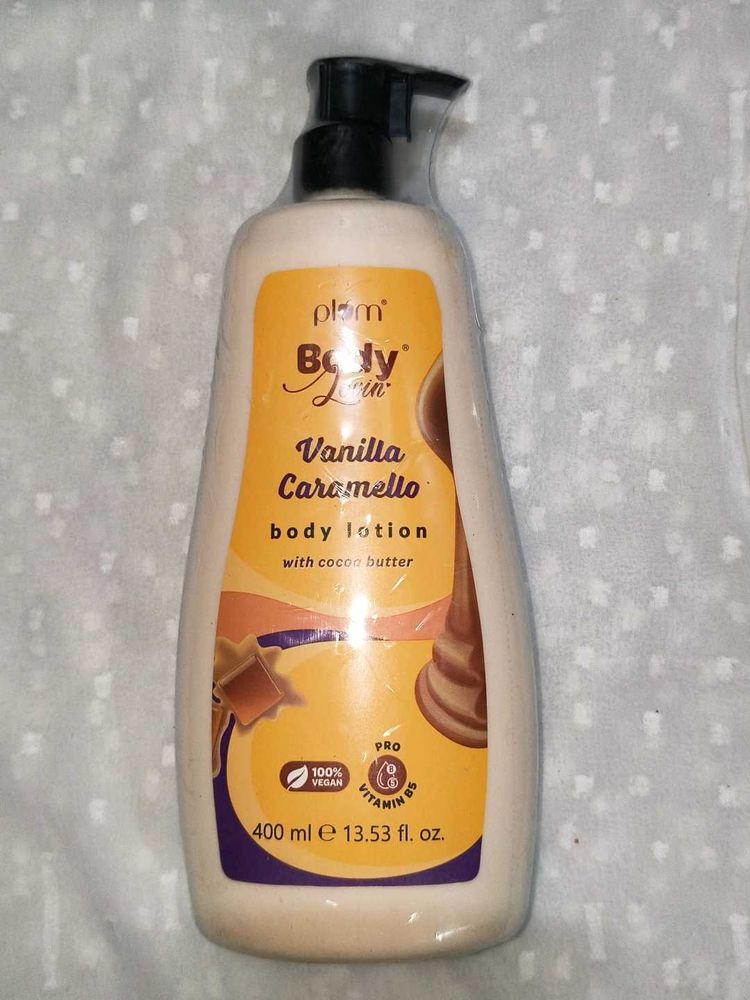 plum®
Body®
Lovin'
Vanilla
Caramello
body lotion
with cocoa butter
100%
VEGAN
PRO
B
5
VITAMIN B5
400 ml ℮ 13.53 fl. oz.